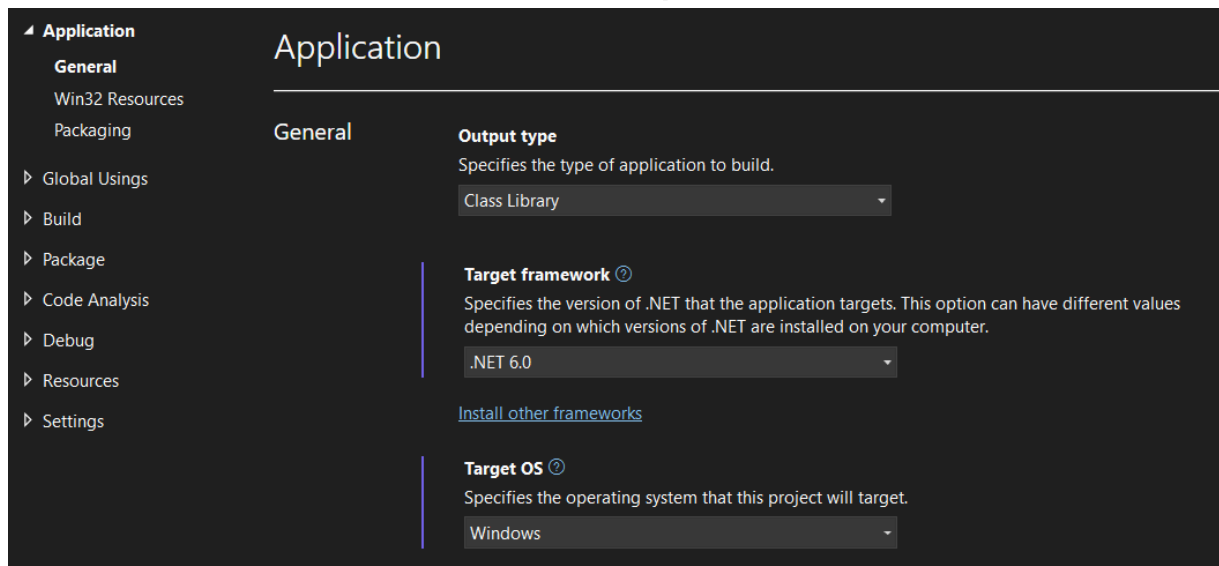 Application
General
Win32 Resources
Packaging
Global Usings
Build
Package
Code Analysis
Debug
Resources
Settings
Application
General
Output type
Specifies the type of application to build.
Class Library
Target framework ?
Specifies the version of .NET that the application targets. This option can have different values
depending on which versions of .NET are installed on your computer.
.NET 6.0
Install other frameworks
Target OS ?
Specifies the operating system that this project will target.
Windows